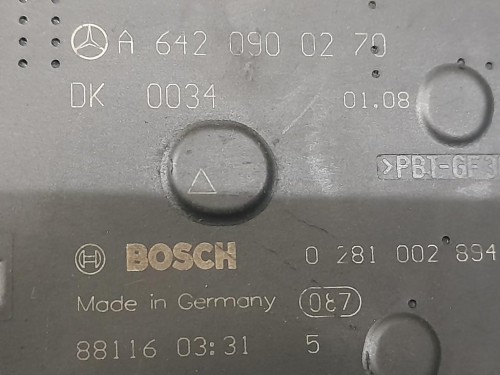 A 642 090 02 70
DK 0034 01.08
>PBT-GF3
BOSCH 0 281 002 894
Made in Germany 087
88116 03:31 5